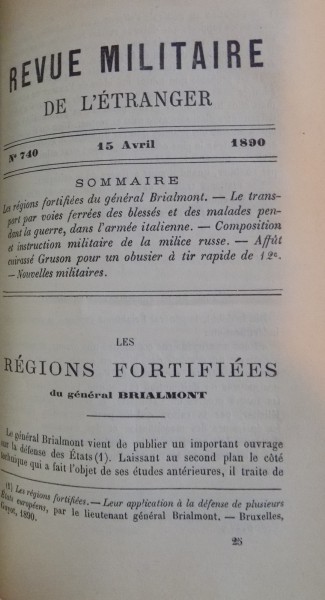 REVUE MILITAIRE
DE L'ÉTRANGER
N° 740 15 Avril 1890
SOMMAIRE
Les régions fortifiées du général Brialmont. — Le trans-
port par voies ferrées des blessés et des malades pen-
dant la guerre, dans l'armée italienne. — Composition
et instruction militaire de la milice russe. — Affût
cuirassé Gruson pour un obusier à tir rapide de 12c.
— Nouvelles militaires.
LES
RÉGIONS FORTIFIÉES
du général BRIALMONT
Le général Brialmont vient de publier un important ouvrage
sur la défense des États (1). Laissant au second plan le côté
technique qui a fait l'objet de ses études antérieures, il traite de
(1) Les régions fortifiées. — Leur application à la défense de plusieurs
États européens, par le lieutenant général Brialmont. — Bruxelles,
Guyot, 1890.
25